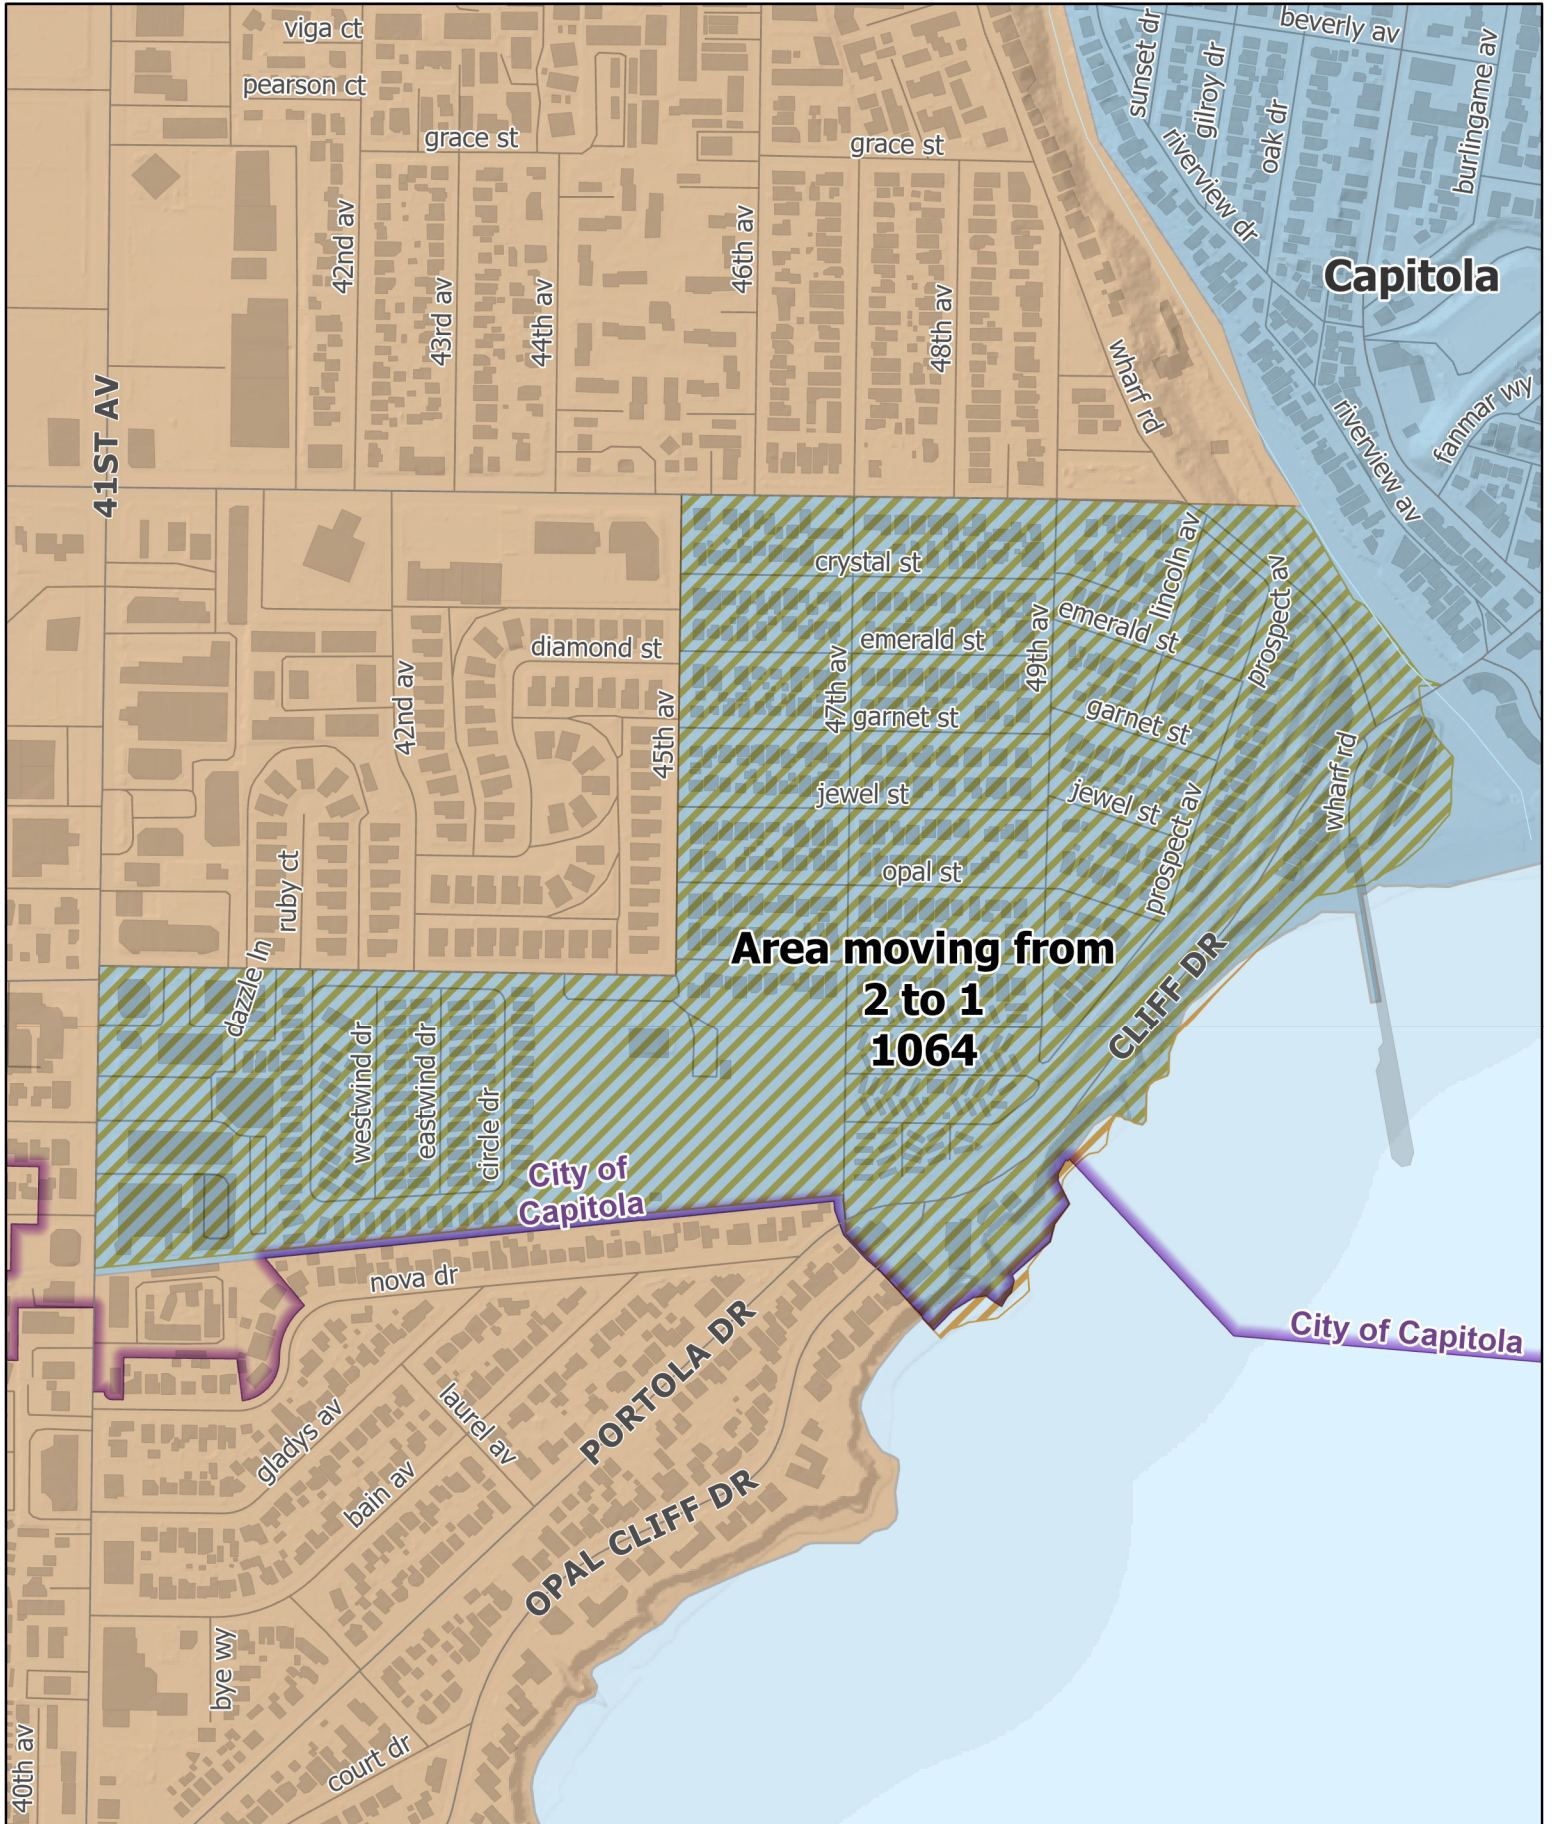 viga ct
pearson ct
grace st
grace st
sunset dr
gilroy dr
beverly av
oak dr
burlingame av
riverview dr
Capitola
42nd av
43rd av
44th av
46th av
48th av
wharf rd
41ST AV
riverview av
fanmar wy
crystal st
lincoln av
emerald st
emerald st
prospect av
diamond st
42nd av
45th av
47th av
49th av
garnet st
garnet st
jewel st
jewel st
wharf rd
opal st
prospect av
ruby ct
dazzle ln
Area moving from
2 to 1
1064
CLIFF DR
westwind dr
eastwind dr
circle dr
City of
Capitola
nova dr
City of Capitola
PORTOLA DR
gladys av
laurel av
bain av
OPAL CLIFF DR
bye wy
court dr
40th av